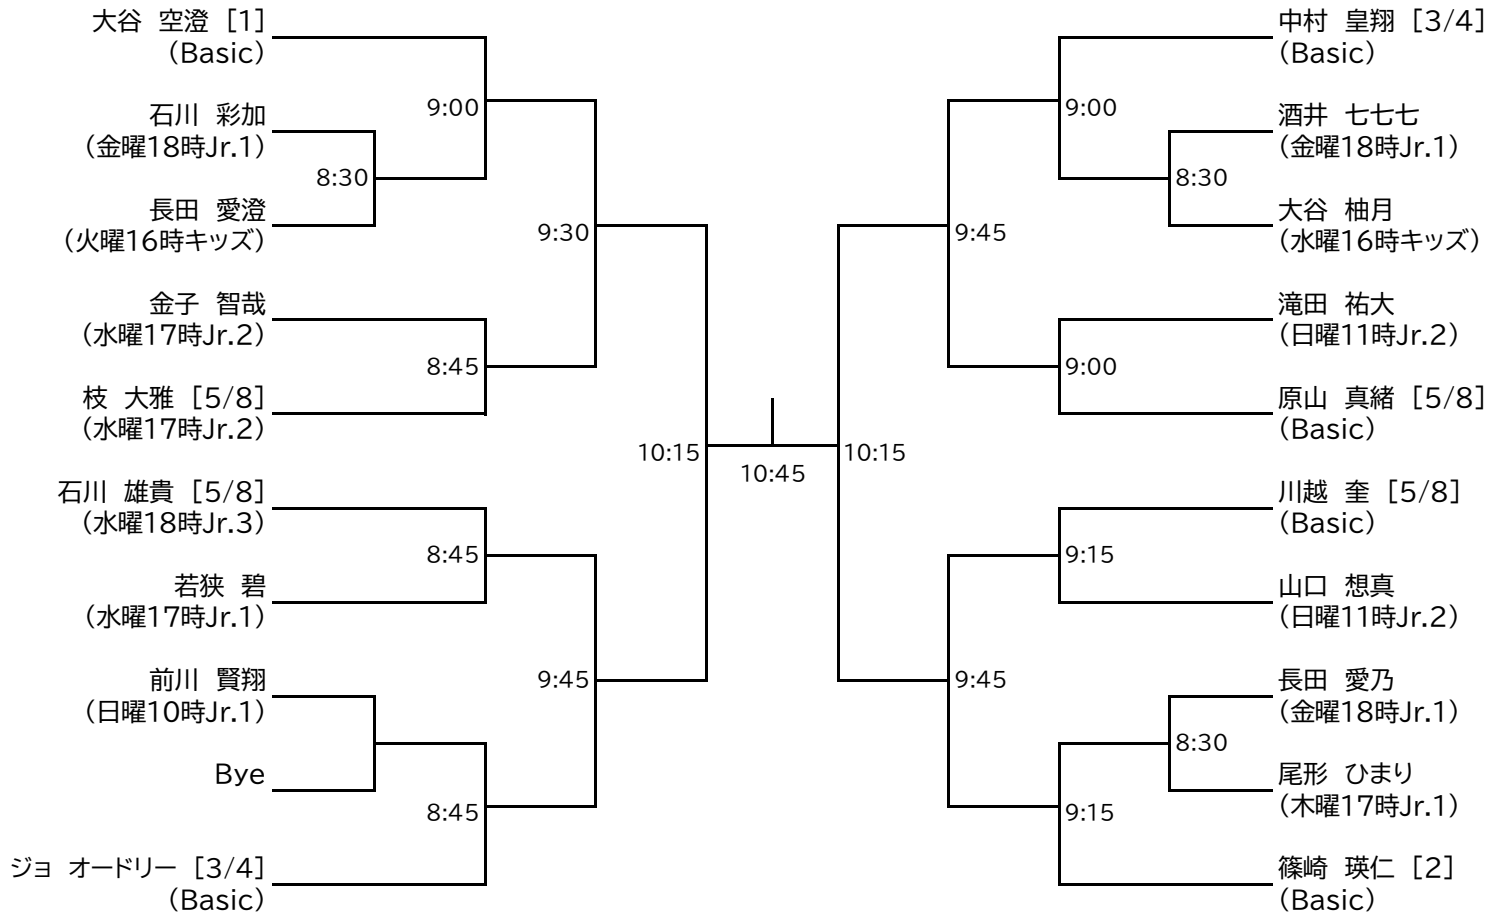 大谷 空澄 [1]
(Basic)
石川 彩加
(金曜18時Jr.1)
長田 愛澄
(火曜16時キッズ)
金子 智哉
(水曜17時Jr.2)
枝 大雅 [5/8]
(水曜17時Jr.2)
石川 雄貴 [5/8]
(水曜18時Jr.3)
若狭 碧
(水曜17時Jr.1)
前川 賢翔
(日曜10時Jr.1)
Bye
ジョ オードリー [3/4]
(Basic)
9:00
8:30
9:30
8:45
10:15
8:45
9:45
8:45
10:45
中村 皇翔 [3/4]
(Basic)
酒井 七七七
(金曜18時Jr.1)
大谷 柚月
(水曜16時キッズ)
滝田 祐大
(日曜11時Jr.2)
原山 真緒 [5/8]
(Basic)
川越 奎 [5/8]
(Basic)
山口 想真
(日曜11時Jr.2)
長田 愛乃
(金曜18時Jr.1)
尾形 ひまり
(木曜17時Jr.1)
篠崎 瑛仁 [2]
(Basic)
9:00
8:30
9:45
9:00
10:15
9:15
9:45
8:30
9:15